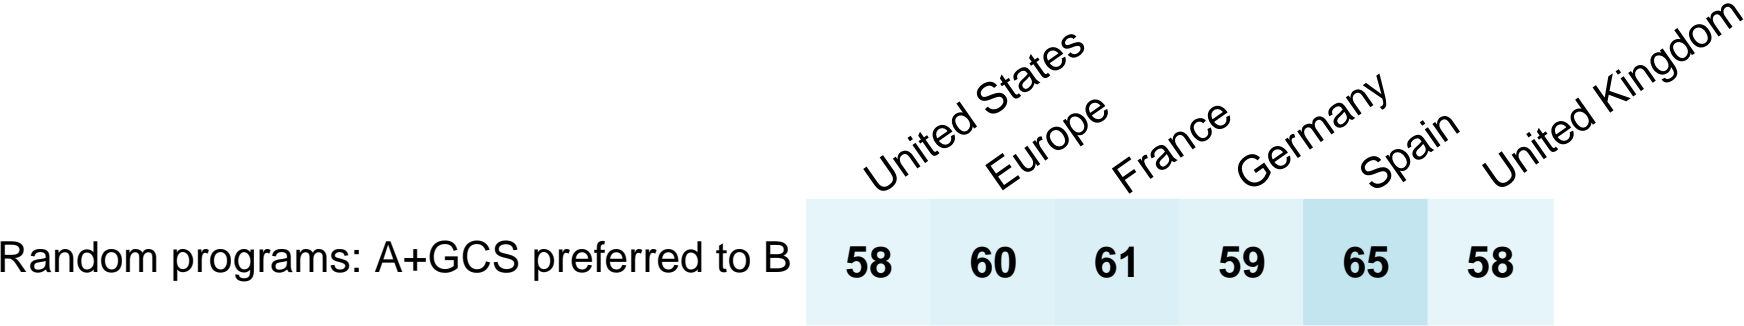 United States
Europe
France
Germany
Spain
United Kingdom
Random programs: A+GCS preferred to B 58 60 61 59 65 58